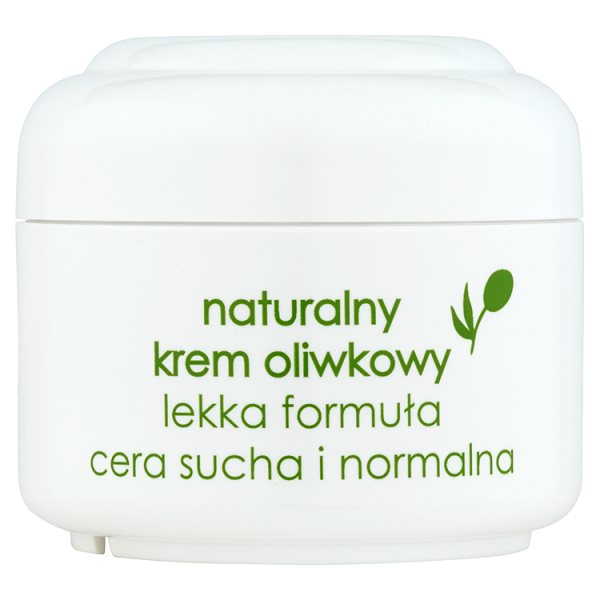 naturalny
krem oliwkowy
lekka formuła
cera sucha i normalna